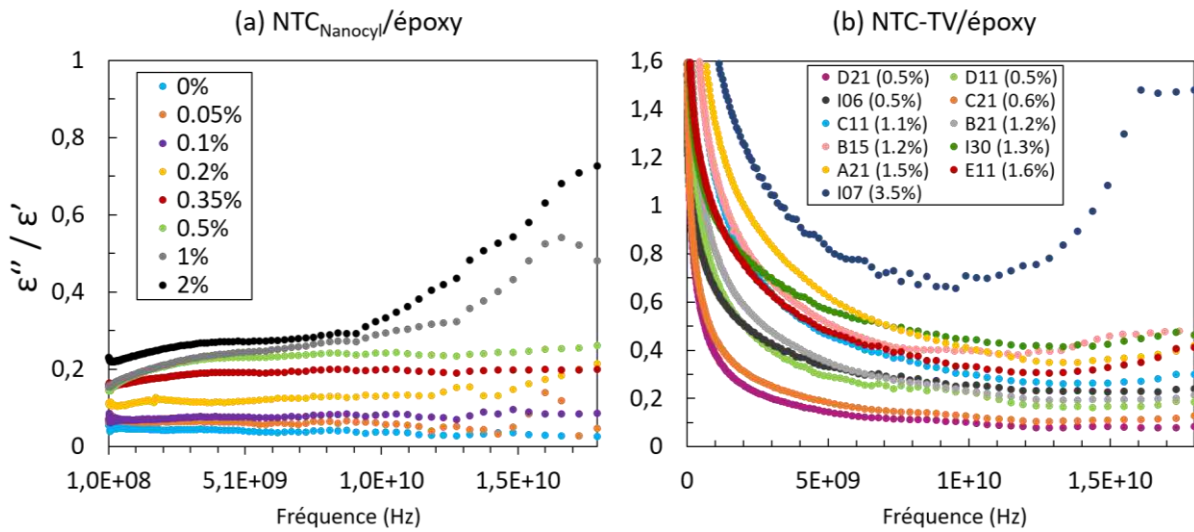 (a) NTCNanocyl/époxy
1
0,8
0,6
0,4
0,2
0
ε′′ / ε′
0%
0.05%
0.1%
0.2%
0.35%
0.5%
1%
2%
1,0E+08
5,1E+09
1,0E+10
1,5E+10
Fréquence (Hz)
(b) NTC-TV/époxy
1,6
1,4
1,2
1
0,8
0,6
0,4
0,2
0
D21 (0.5%) D11 (0.5%)
I06 (0.5%) C21 (0.6%)
C11 (1.1%) B21 (1.2%)
B15 (1.2%) I30 (1.3%)
A21 (1.5%) E11 (1.6%)
I07 (3.5%)
0
5E+09
1E+10
1,5E+10
Fréquence (Hz)